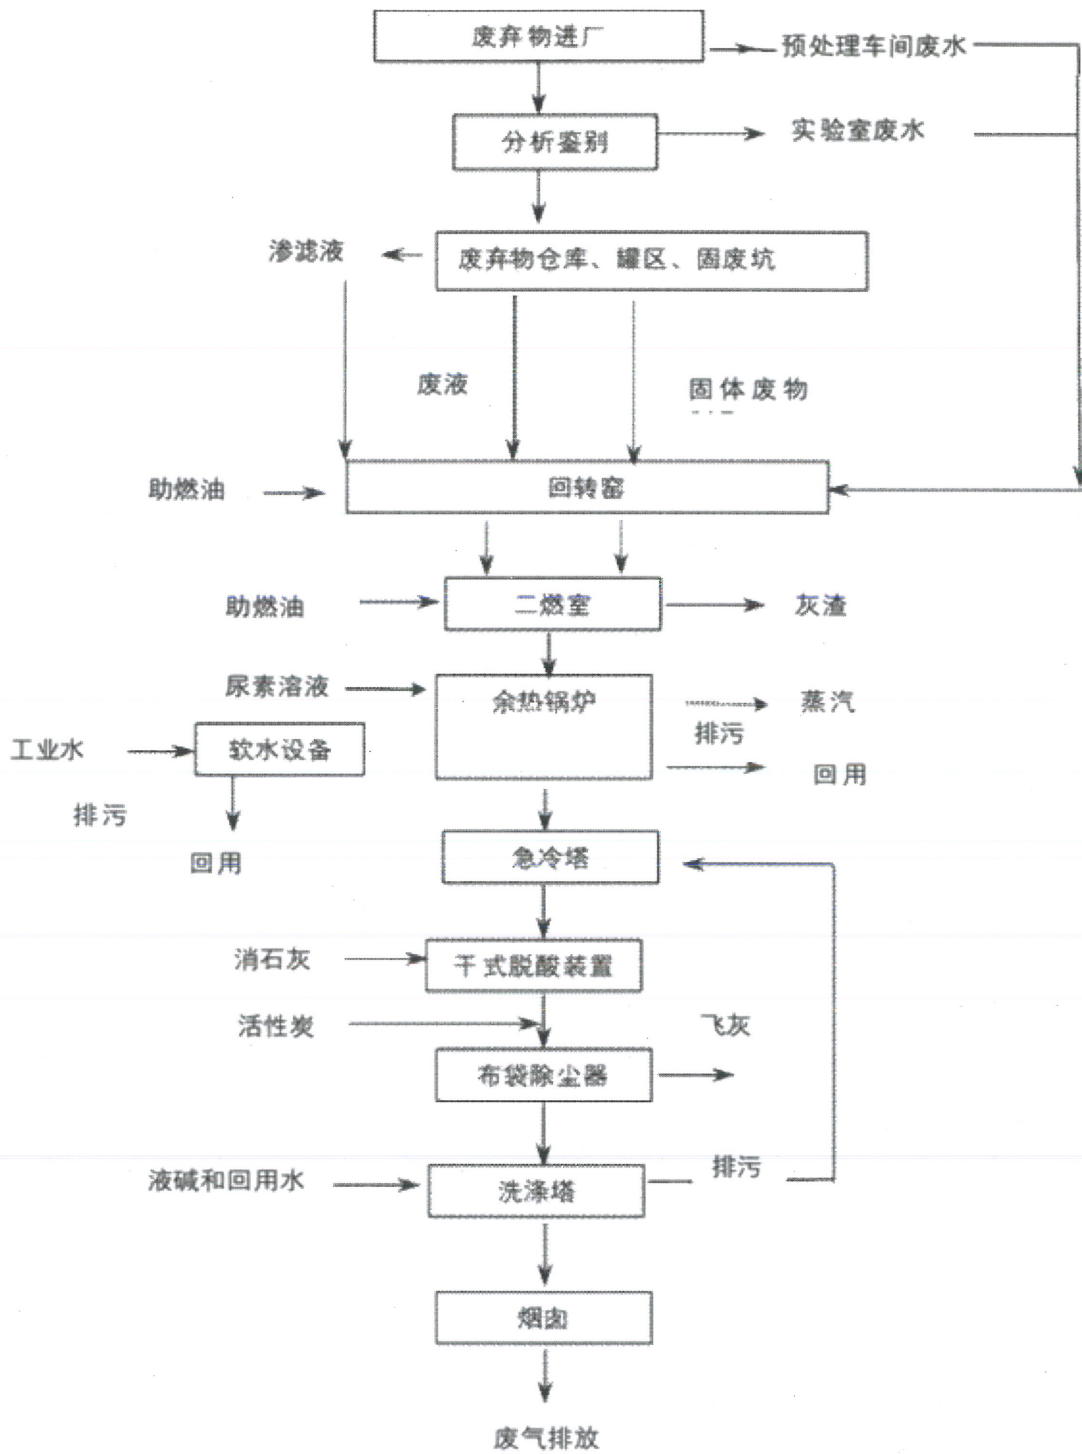 废弃物进厂
预处理车间废水
分析鉴别
实验室废水
渗滤液
废弃物仓库、罐区、固废坑
废液
固体废物
助燃油
回转窑
助燃油
二燃室
灰渣
尿素溶液
余热锅炉
蒸汽
排污
工业水
软水设备
回用
排污
回用
急冷塔
消石灰
干式脱酸装置
活性炭
飞灰
布袋除尘器
排污
液碱和回用水
洗涤塔
烟囱
废气排放